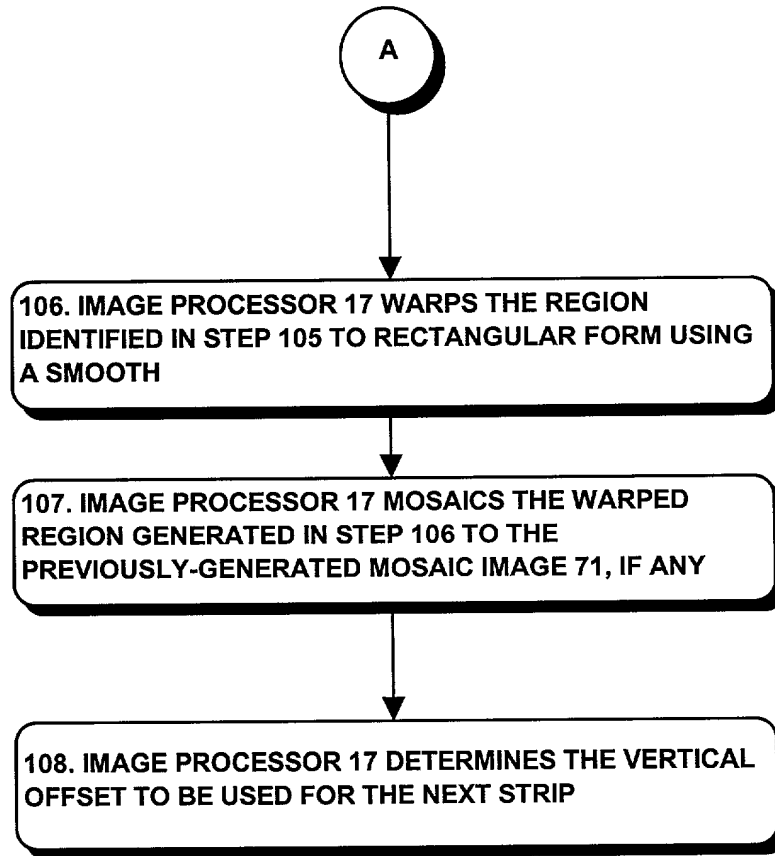 A
106. IMAGE PROCESSOR 17 WARPS THE REGION
IDENTIFIED IN STEP 105 TO RECTANGULAR FORM USING
A SMOOTH
107. IMAGE PROCESSOR 17 MOSAICS THE WARPED
REGION GENERATED IN STEP 106 TO THE
PREVIOUSLY-GENERATED MOSAIC IMAGE 71, IF ANY
108. IMAGE PROCESSOR 17 DETERMINES THE VERTICAL
OFFSET TO BE USED FOR THE NEXT STRIP